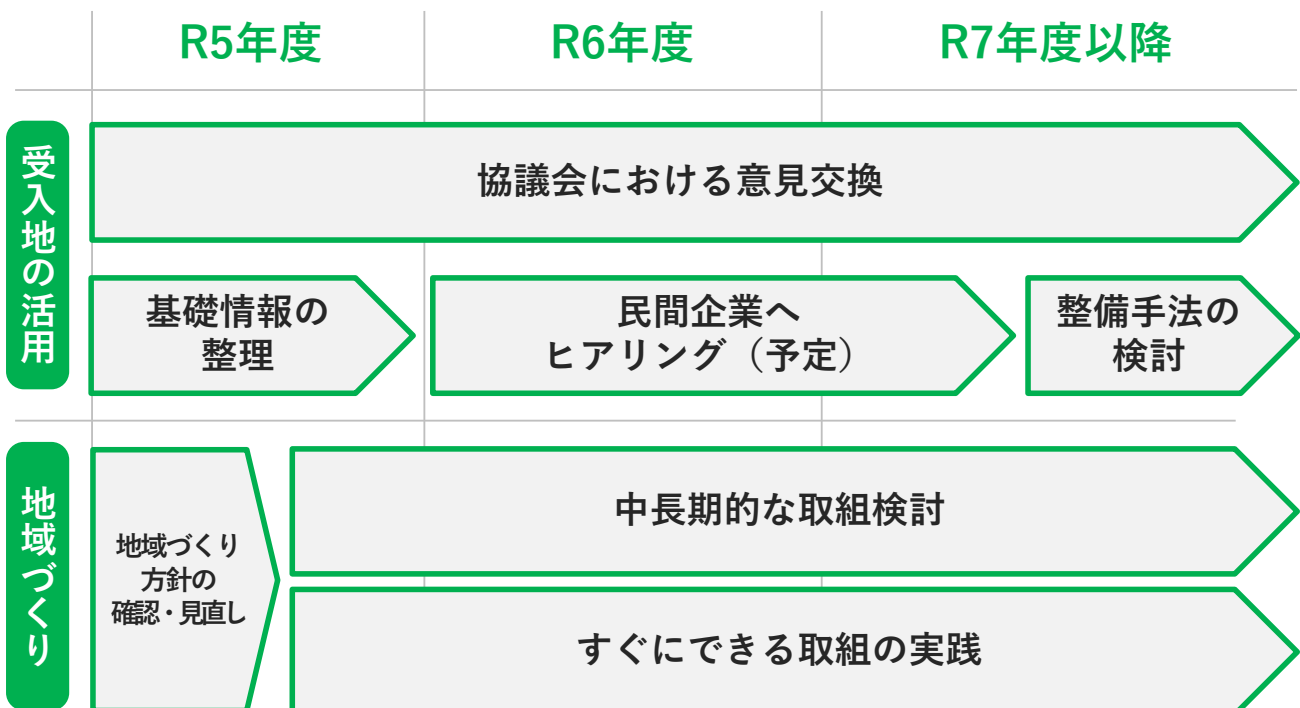 R5年度
R6年度
R7年度以降
受入地の活用
協議会における意見交換
基礎情報の
整理
民間企業へ
ヒアリング（予定）
整備手法の
検討
地域づくり
地域づくり
方針の
確認・見直し
中長期的な取組検討
すぐにできる取組の実践